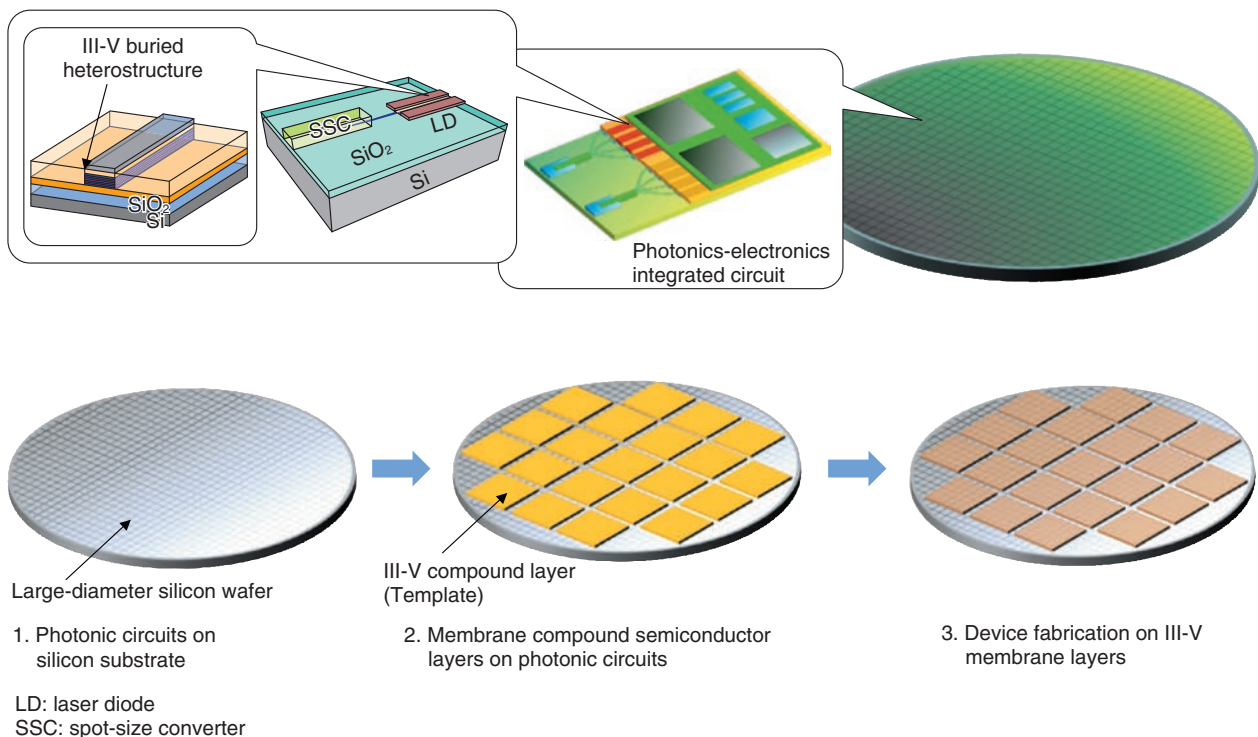 III-V buried
heterostructure
SiO₂
Si
SSC
LD
SiO₂
Si
Photonics-electronics
integrated circuit
Large-diameter silicon wafer
III-V compound layer
(Template)
1. Photonic circuits on
silicon substrate
2. Membrane compound semiconductor
layers on photonic circuits
3. Device fabrication on III-V
membrane layers
LD: laser diode
SSC: spot-size converter